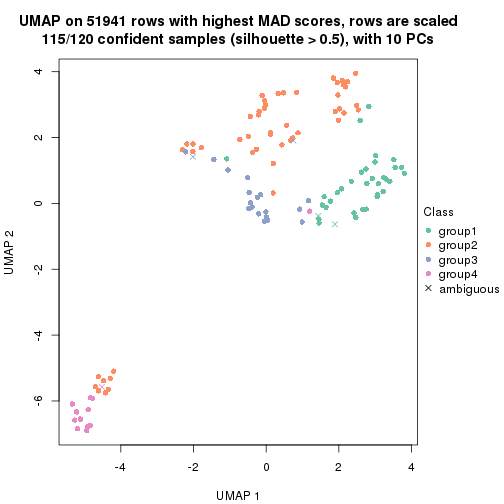 UMAP on 51941 rows with highest MAD scores, rows are scaled
115/120 confident samples (silhouette > 0.5), with 10 PCs
4
2
0
-2
-4
-6
UMAP 2
-4
-2
0
2
4
UMAP 1
Class
group1
group2
group3
group4
ambiguous